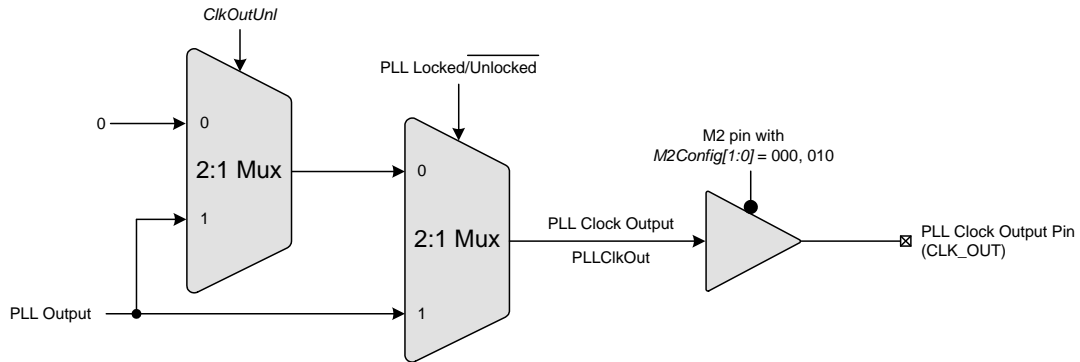 ClkOutUnl
PLL Locked/Unlocked
0
0
2:1 Mux
1
M2 pin with
M2Config[1:0] = 000, 010
0
2:1 Mux
1
PLL Clock Output
PLLClkOut
PLL Clock Output Pin
(CLK_OUT)
PLL Output